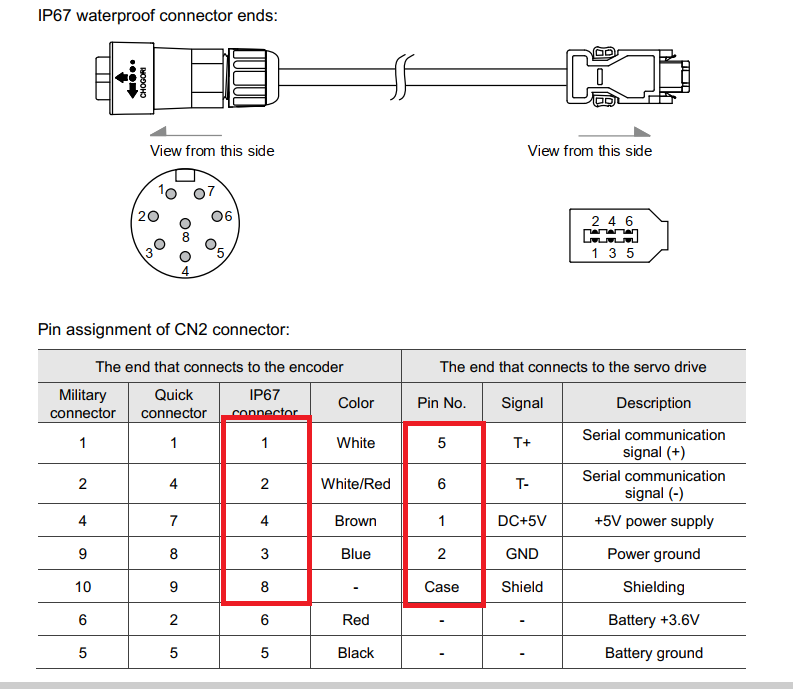 IP67 waterproof connector ends:
CHOGORI
View from this side
View from this side
1 7
2 6
8
3 5
4
2 4 6
1 3 5
Pin assignment of CN2 connector:
The end that connects to the encoder The end that connects to the servo drive
Military connector Quick connector IP67 connector Color Pin No. Signal Description
1 1 1 White 5 T+ Serial communication signal (+)
2 4 2 White/Red 6 T- Serial communication signal (-)
4 7 4 Brown 1 DC+5V +5V power supply
9 8 3 Blue 2 GND Power ground
10 9 8 - Case Shield Shielding
6 2 6 Red - - Battery +3.6V
5 5 5 Black - - Battery ground